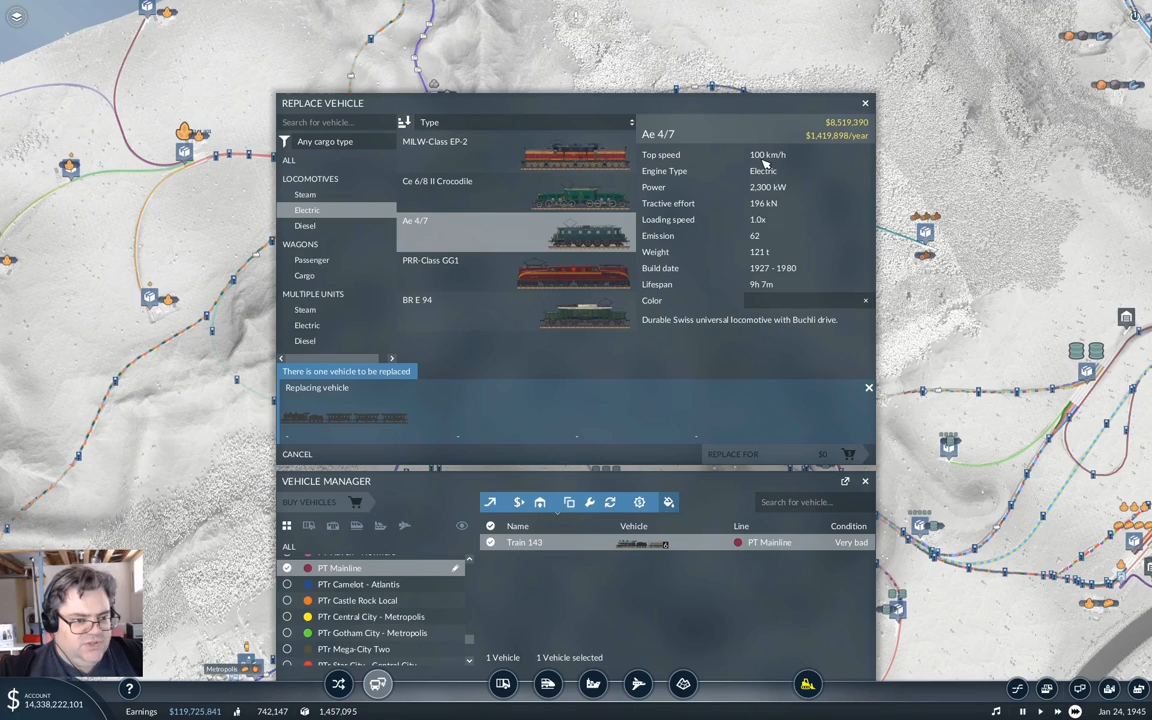 REPLACE VEHICLE
Search for vehicle...
Type
Any cargo type
ALL
LOCOMOTIVES
Steam
Electric
Diesel
WAGONS
Passenger
Cargo
MULTIPLE UNITS
Steam
Electric
Diesel
MILW-Class EP-2
Ce 6/8 II Crocodile
Ae 4/7
PRR-Class GG1
BR E 94
$8,519,390
Ae 4/7
$1,419,898/year
Top speed 100 km/h
Engine Type Electric
Power 2,300 kW
Tractive effort 196 kN
Loading speed 1.0x
Emission 62
Weight 121 t
Build date 1927 - 1980
Lifespan 9h 7m
Color
Durable Swiss universal locomotive with Buchli drive.
There is one vehicle to be replaced
Replacing vehicle
- - - -
CANCEL
REPLACE FOR $0
VEHICLE MANAGER
BUY VEHICLES
Search for vehicle...
Name Vehicle Line Condition
Train 143 6 PT Mainline Very bad
ALL
PT Mainline
PTr Camelot - Atlantis
PTr Castle Rock Local
PTr Central City - Metropolis
PTr Gotham City - Metropolis
PTr Mega-City Two
PTr Star City - Central City
1 Vehicle 1 Vehicle selected
Metropolis
ACCOUNT
14,338,222,101
Earnings $119,725,841 742,147 1,457,095
Jan 24, 1945